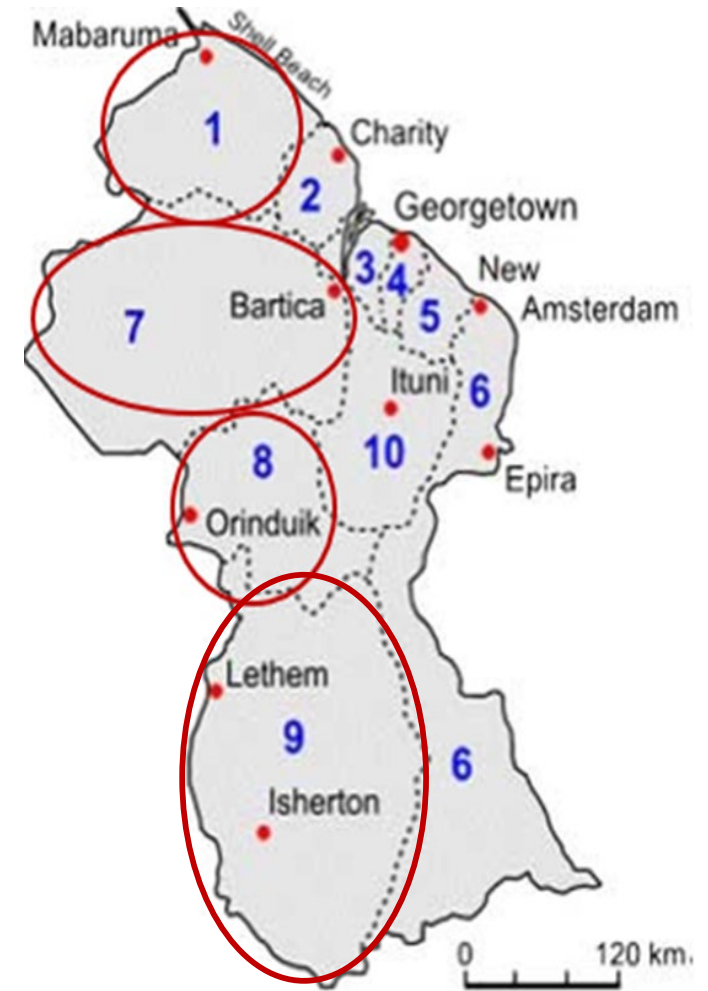 Mabaruma
Shell Beach
1
Charity
2
Georgetown
3
4
New
Amsterdam
5
Bartica
7
Ituni
6
10
8
Epira
Orinduik
Lethem
9
6
Isherton
0 120 km.